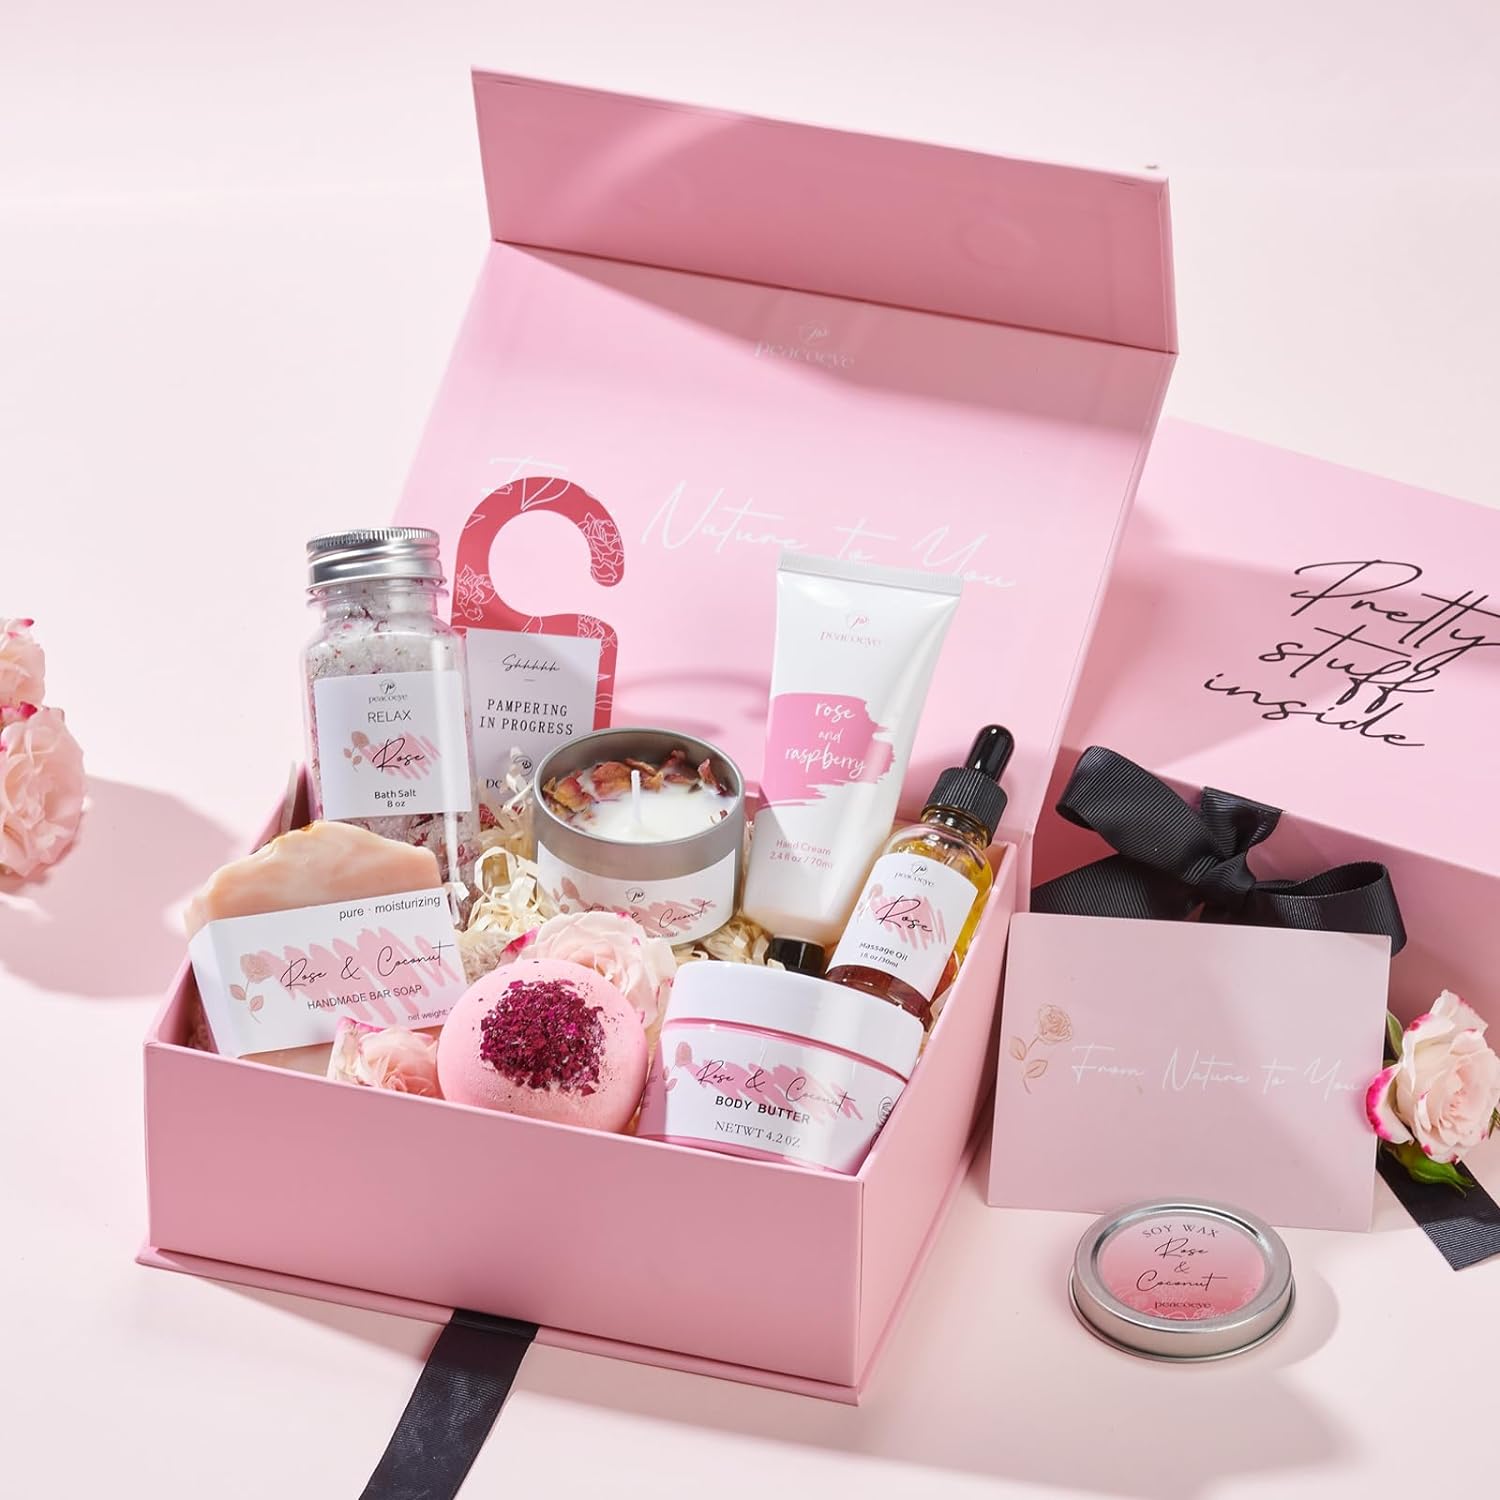 peacoeye
Nature to You
Pretty
stuff
inside
peacoeye
RELAX
Rose
Bath Salt
8 oz
Shhhhh
PAMPERING
IN PROGRESS
peacoeye
rose
and
raspberry
Hand Cream
2.4 fl oz / 70ml
peacoeye
Rose
Massage Oil
1 fl oz/30ml
& Coconut
pure · moisturizing
Rose & Coconut
HANDMADE BAR SOAP
net weight:
Rose & Coconut
BODY BUTTER
NETWT 4.2 OZ
From Nature to You
SOY WAX
Rose
&
Coconut
peacoeye